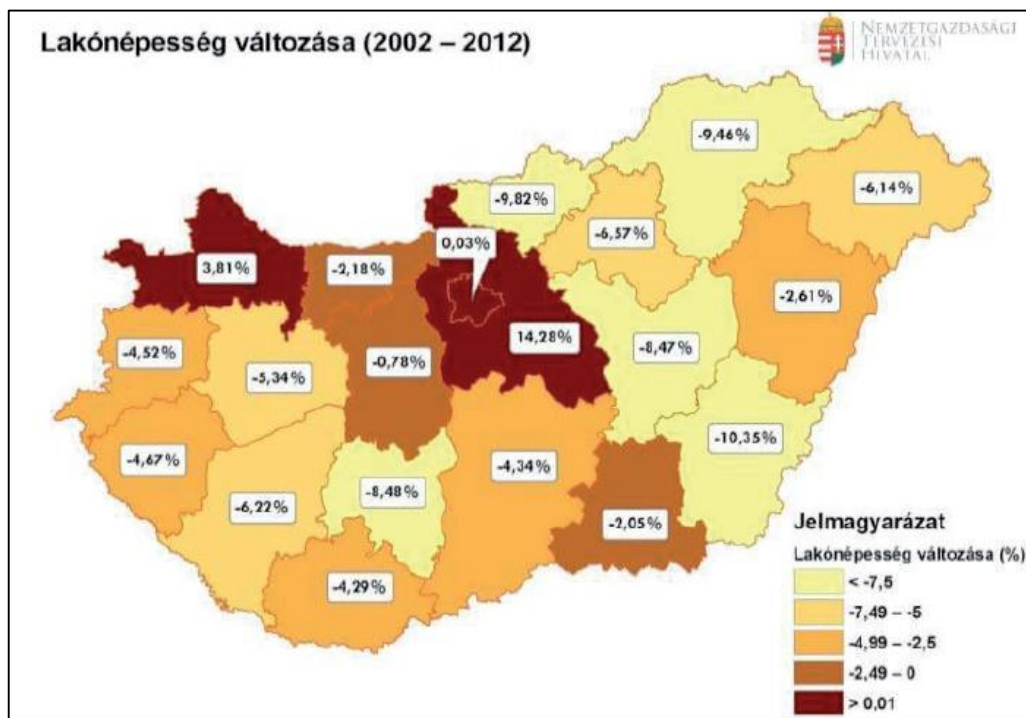 Lakónépesség változása (2002 – 2012)
NEMZETGAZDASÁGI
TERVEZÉSI
HIVATAL
-9,46%
-6,14%
-9,82%
-6,57%
0,03%
3,81%
-2,18%
-2,61%
14,28%
-8,47%
-4,52%
-0,78%
-5,34%
-10,35%
-4,67%
-4,34%
-8,48%
-6,22%
-2,05%
-4,29%
Jelmagyarázat
Lakónépesség változása (%)
< -7,5
-7,49 – -5
-4,99 – -2,5
-2,49 – 0
> 0,01